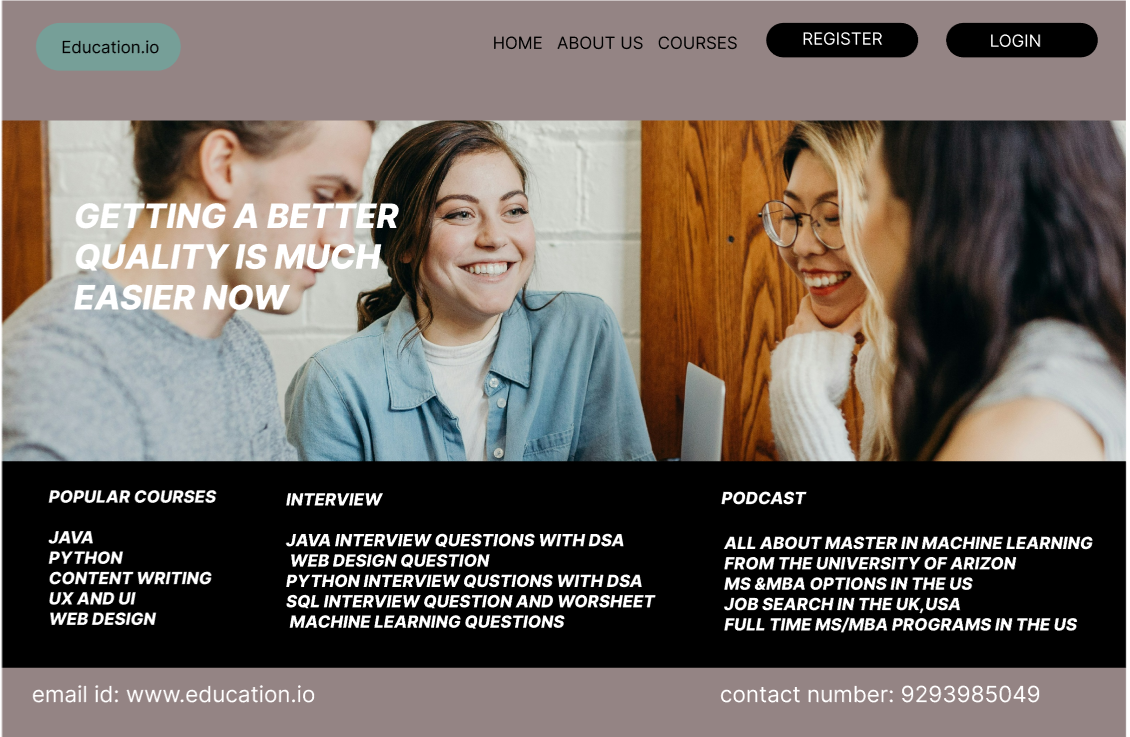 Education.io
HOME ABOUT US COURSES REGISTER LOGIN
GETTING A BETTER
QUALITY IS MUCH
EASIER NOW
POPULAR COURSES
JAVA
PYTHON
CONTENT WRITING
UX AND UI
WEB DESIGN
INTERVIEW
JAVA INTERVIEW QUESTIONS WITH DSA
WEB DESIGN QUESTION
PYTHON INTERVIEW QUSTIONS WITH DSA
SQL INTERVIEW QUESTION AND WORSHEET
MACHINE LEARNING QUESTIONS
PODCAST
ALL ABOUT MASTER IN MACHINE LEARNING
FROM THE UNIVERSITY OF ARIZON
MS &MBA OPTIONS IN THE US
JOB SEARCH IN THE UK,USA
FULL TIME MS/MBA PROGRAMS IN THE US
email id: www.education.io
contact number: 9293985049